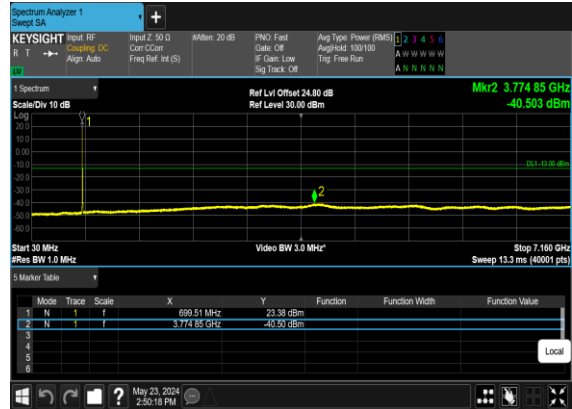 Spectrum Analyzer 1
Swept SA
+
KEYSIGHT Input: RF Input Z: 50 Ω #Atten: 20 dB PNO: Fast Avg Type: Power (RMS) 1 2 3 4 5 6
R T Coupling: DC Corr CCorr Gate: Off Avg|Hold: 100/100 A W W W W W
Align: Auto Freq Ref: Int (S) IF Gain: Low Trig: Free Run
Sig Track: Off A N N N N N
1 Spectrum Ref Lvl Offset 24.80 dB Mkr2 3.774 85 GHz
Scale/Div 10 dB Ref Level 30.00 dBm -40.503 dBm
Log
1
20.0
10.0
0.00
-10.0
DL1 -13.00 dBm
-20.0
-30.0
2
-40.0
-50.0
-60.0
Start 30 MHz Video BW 3.0 MHz* Stop 7.160 GHz
#Res BW 1.0 MHz Sweep 13.3 ms (40001 pts)
5 Marker Table
Mode Trace Scale X Y Function Function Width Function Value
1 N 1 f 699.51 MHz 23.38 dBm
2 N 1 f 3.774 85 GHz -40.50 dBm
3
4
5
6
Local
? May 23, 2024
2:50:18 PM